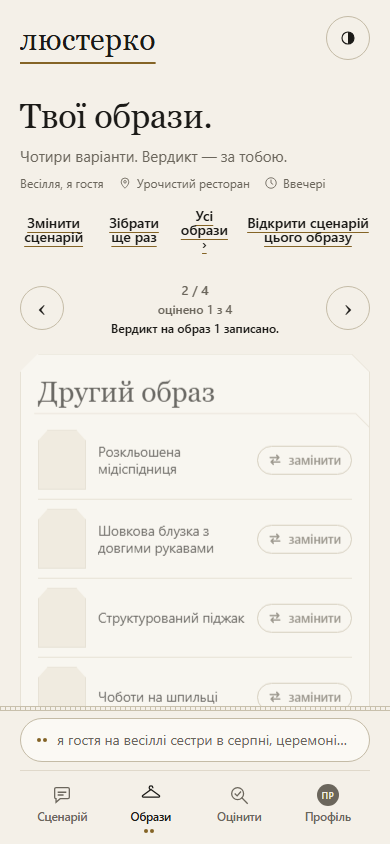 люстерко
Твої образи.
Чотири варіанти. Вердикт — за тобою.
Весілля, я гостя Урочистий ресторан Ввечері
Змінити
сценарій
Зібрати
ще раз
Усі
образи
›
Відкрити сценарій
цього образу
‹
2 / 4
оцінено 1 з 4
Вердикт на образ 1 записано.
›
Другий образ
Розкльошена
мідіспідниця
замінити
Шовкова блузка з
довгими рукавами
замінити
Структурований піджак
замінити
Чоботи на шпильці
замінити
я гостя на весіллі сестри в серпні, церемоні...
ПР
Сценарій Образи Оцінити Профіль